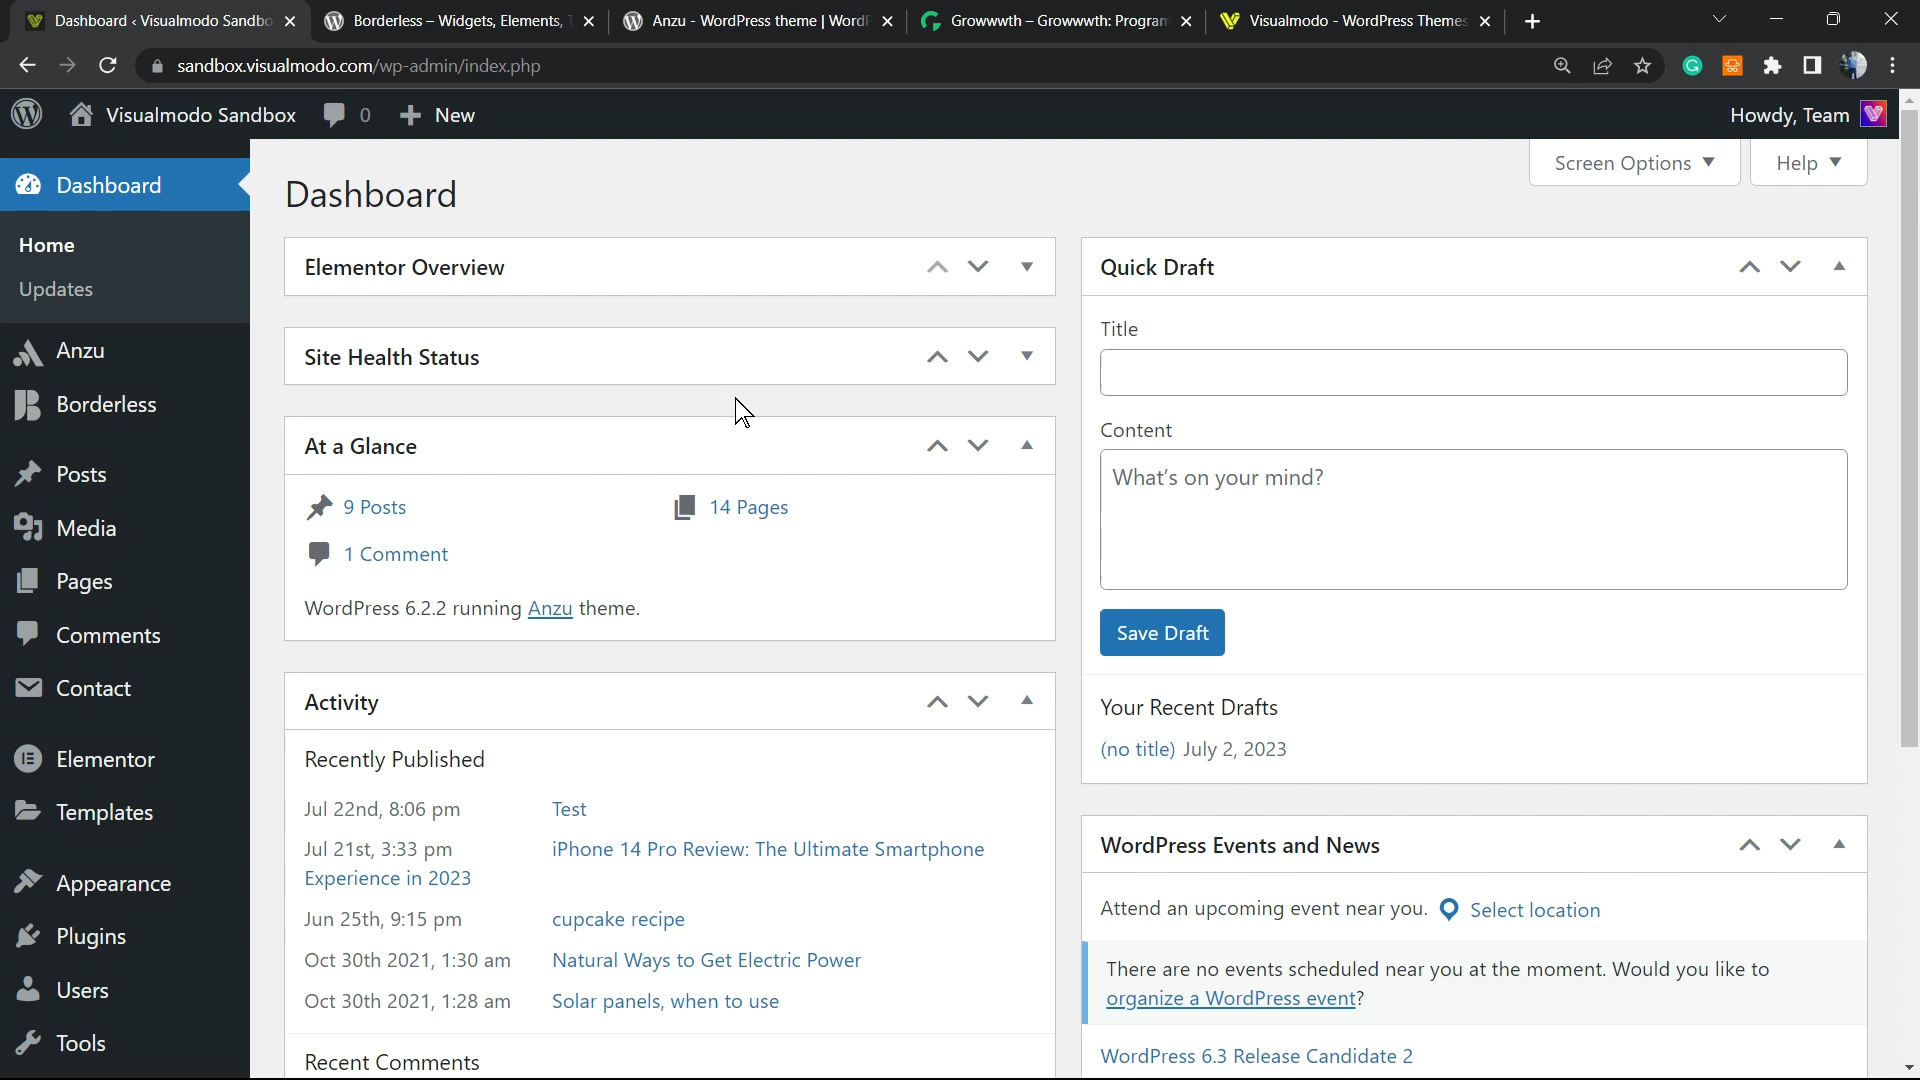 Dashboard ‹ Visualmodo Sandbo
Borderless – Widgets, Elements, T
Anzu - WordPress theme | WordP
Growwwth – Growwwth: Program
Visualmodo - WordPress Themes
sandbox.visualmodo.com/wp-admin/index.php
Visualmodo Sandbox
0
New
Howdy, Team
Screen Options
Help
Dashboard
Home
Updates
Anzu
Borderless
Posts
Media
Pages
Comments
Contact
Elementor
Templates
Appearance
Plugins
Users
Tools
Dashboard
Elementor Overview
Site Health Status
At a Glance
9 Posts
14 Pages
1 Comment
WordPress 6.2.2 running Anzu theme.
Activity
Recently Published
Jul 22nd, 8:06 pm Test
Jul 21st, 3:33 pm iPhone 14 Pro Review: The Ultimate Smartphone
Experience in 2023
Jun 25th, 9:15 pm cupcake recipe
Oct 30th 2021, 1:30 am Natural Ways to Get Electric Power
Oct 30th 2021, 1:28 am Solar panels, when to use
Recent Comments
Quick Draft
Title
Content
What's on your mind?
Save Draft
Your Recent Drafts
(no title) July 2, 2023
WordPress Events and News
Attend an upcoming event near you. Select location
There are no events scheduled near you at the moment. Would you like to
organize a WordPress event?
WordPress 6.3 Release Candidate 2